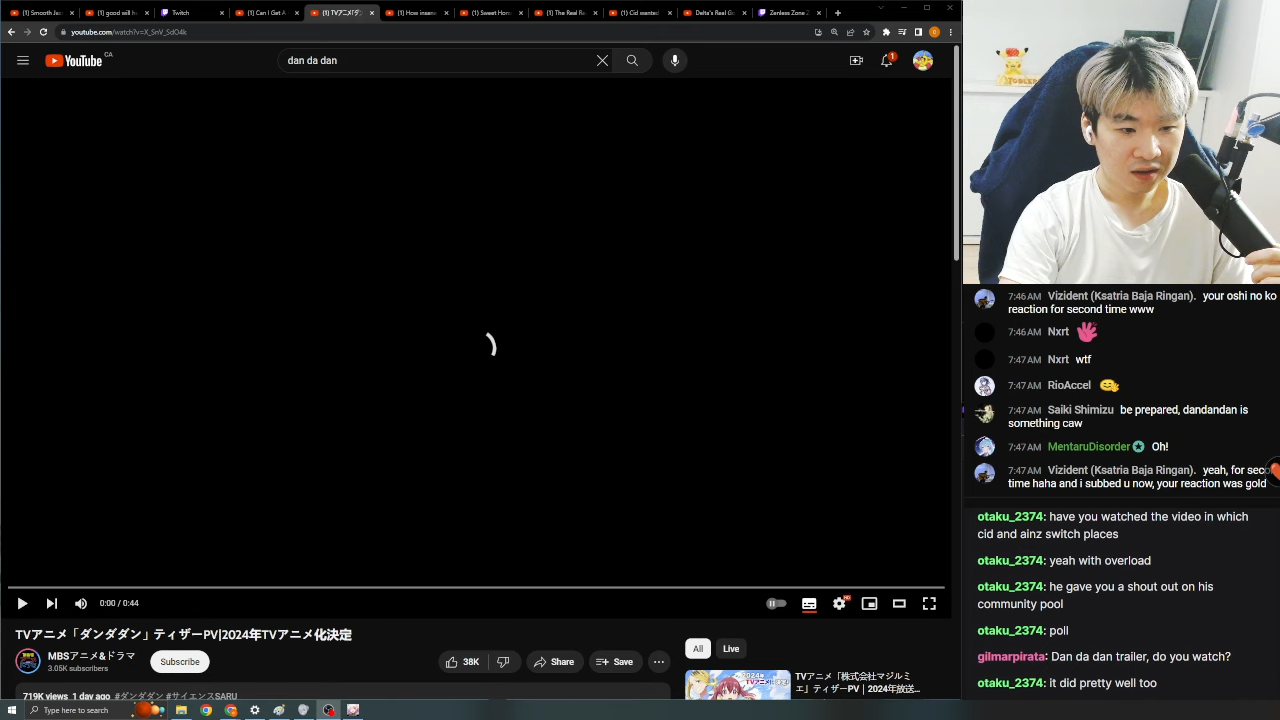 (1) Smooth Jaz
(1) good will h
Twitch
(1) Can I Get A
(1) TVアニメ「ダン
(1) How insan
(1) Sweet Hom
(1) The Real Re
(1) Cid wanted
Delta's Real G
Zenless Zone Z
youtube.com/watch?v=X_SnV_SdO4k
YouTube CA
dan da dan
1
0:00 / 0:44
HD
TVアニメ「ダンダダン」ティザーPV|2024年TVアニメ化決定
MBSアニメ&ドラマ
3.05K subscribers
Subscribe
38K
Share
Save
719K views 1 day ago #ダンダダン #サイエンスSARU
All
Live
TVアニメ「株式会社マジルミ
エ」ティザーPV｜2024年放送...
Type here to search
7:46 AM Vizident (Ksatria Baja Ringan). your oshi no ko
reaction for second time www
7:46 AM Nxrt
7:47 AM Nxrt wtf
7:47 AM RioAccel
7:47 AM Saiki Shimizu be prepared, dandandan is
something caw
7:47 AM MentaruDisorder Oh!
7:47 AM Vizident (Ksatria Baja Ringan). yeah, for seco
time haha and i subbed u now, your reaction was gold
otaku_2374: have you watched the video in which
cid and ainz switch places
otaku_2374: yeah with overload
otaku_2374: he gave you a shout out on his
community pool
otaku_2374: poll
gilmarpirata: Dan da dan trailer, do you watch?
otaku_2374: it did pretty well too